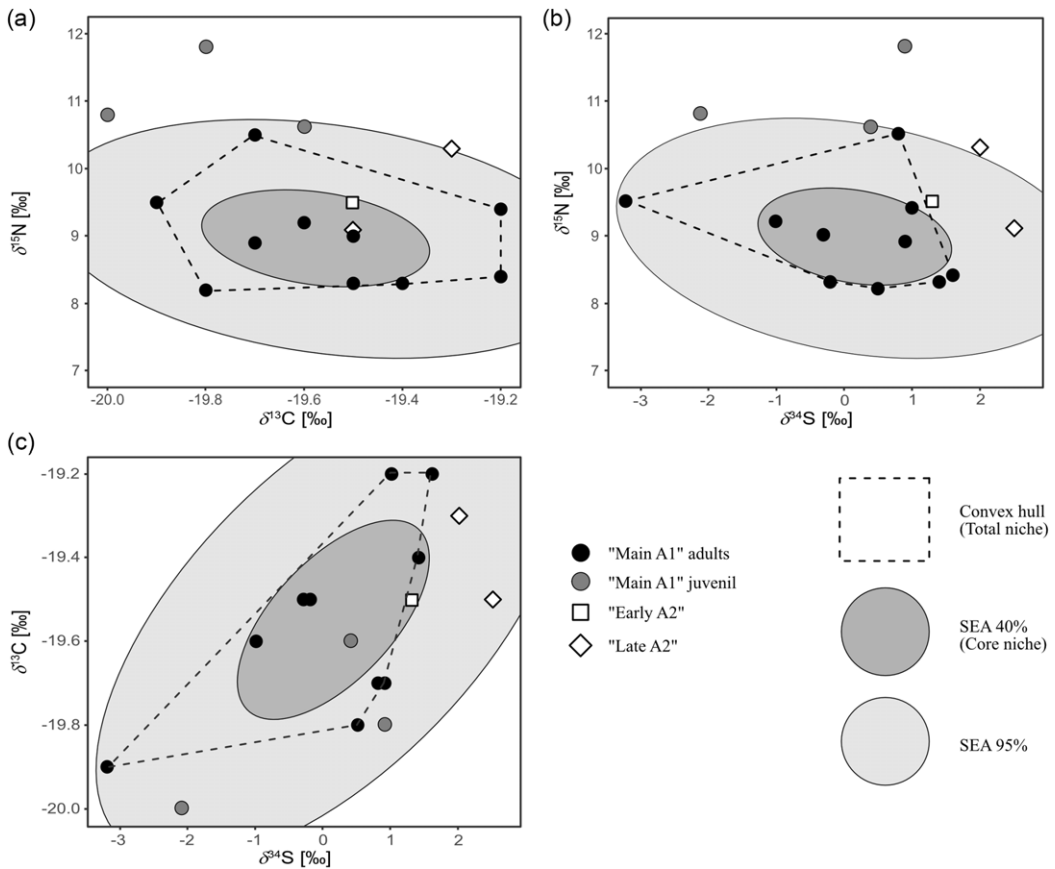 (a)
12
11
10
9
8
7
δ15N [‰]
-20.0 -19.8 -19.6 -19.4 -19.2
δ13C [‰]
(b)
12
11
10
9
8
7
δ15N [‰]
-3 -2 -1 0 1 2
δ34S [‰]
(c)
-19.2
-19.4
-19.6
-19.8
-20.0
δ13C [‰]
-3 -2 -1 0 1 2
δ34S [‰]
"Main A1" adults
"Main A1" juvenil
"Early A2"
"Late A2"
Convex hull
(Total niche)
SEA 40%
(Core niche)
SEA 95%